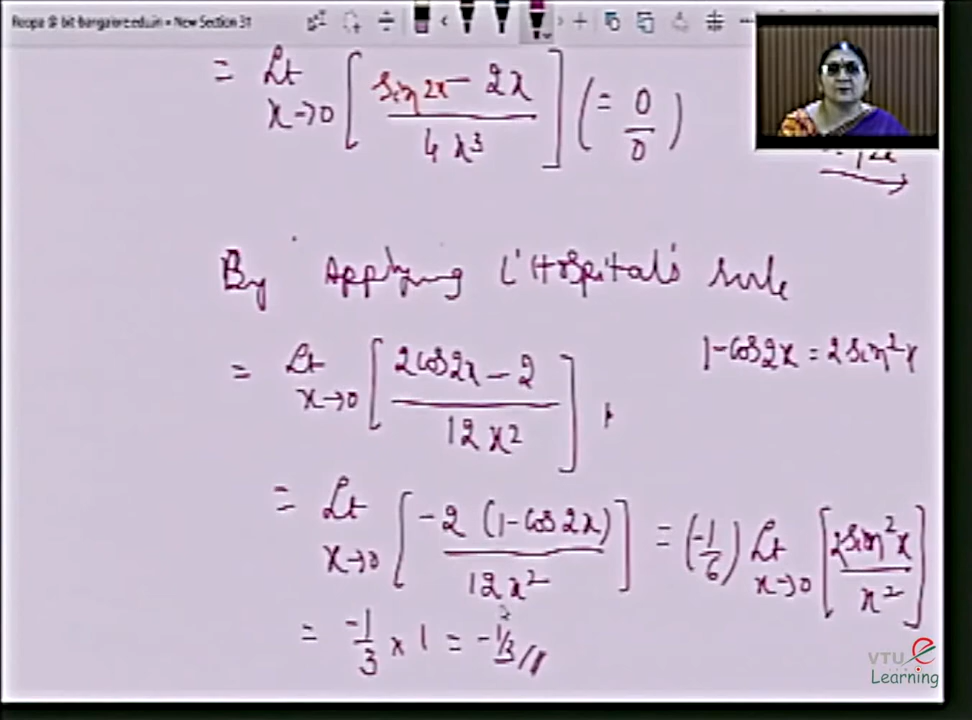 Roopa @ bit-bangalore.edu.in » New Section 31
= Lt x→0 [ (sin2x - 2x) / 4x³ ] ( = 0/0 )
By Applying L'Hospital's rule
= Lt x→0 [ (2cos2x - 2) / 12x² ]
1-cos2x = 2sin²x
= Lt x→0 [ -2 (1-cos2x) / 12x² ] = (-1/6) Lt x→0 [ 2sin²x / x² ]
= -1/3 × 1 = -1/3 //
VTU e
Learning